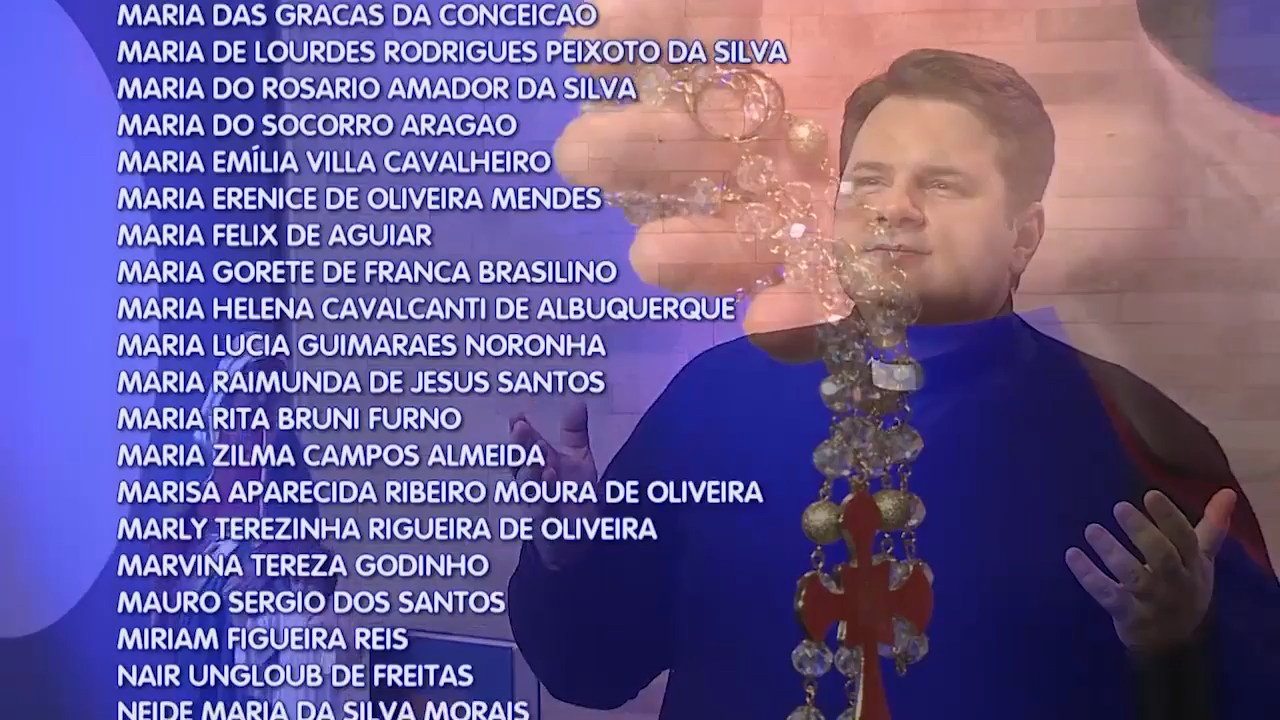 MARIA DAS GRACAS DA CONCEICAO
MARIA DE LOURDES RODRIGUES PEIXOTO DA SILVA
MARIA DO ROSARIO AMADOR DA SILVA
MARIA DO SOCORRO ARAGAO
MARIA EMÍLIA VILLA CAVALHEIRO
MARIA ERENICE DE OLIVEIRA MENDES
MARIA FELIX DE AGUIAR
MARIA GORETE DE FRANCA BRASILINO
MARIA HELENA CAVALCANTI DE ALBUQUERQUE
MARIA LUCIA GUIMARAES NORONHA
MARIA RAIMUNDA DE JESUS SANTOS
MARIA RITA BRUNI FURNO
MARIA ZILMA CAMPOS ALMEIDA
MARISA APARECIDA RIBEIRO MOURA DE OLIVEIRA
MARLY TEREZINHA RIGUEIRA DE OLIVEIRA
MARVINA TEREZA GODINHO
MAURO SERGIO DOS SANTOS
MIRIAM FIGUEIRA REIS
NAIR UNGLOUB DE FREITAS
NEIDE MARIA DA SILVA MORAIS